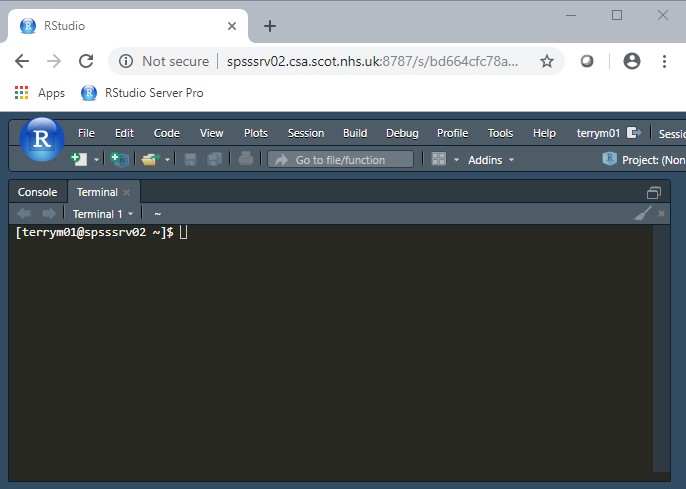 RStudio
Not secure | spsssrv02.csa.scot.nhs.uk:8787/s/bd664cfc78a...
Apps RStudio Server Pro
R File Edit Code View Plots Session Build Debug Profile Tools Help terrym01 Sessio
Go to file/function Addins R Project: (Non
Console Terminal
Terminal 1 ~
[terrym01@spsssrv02 ~]$